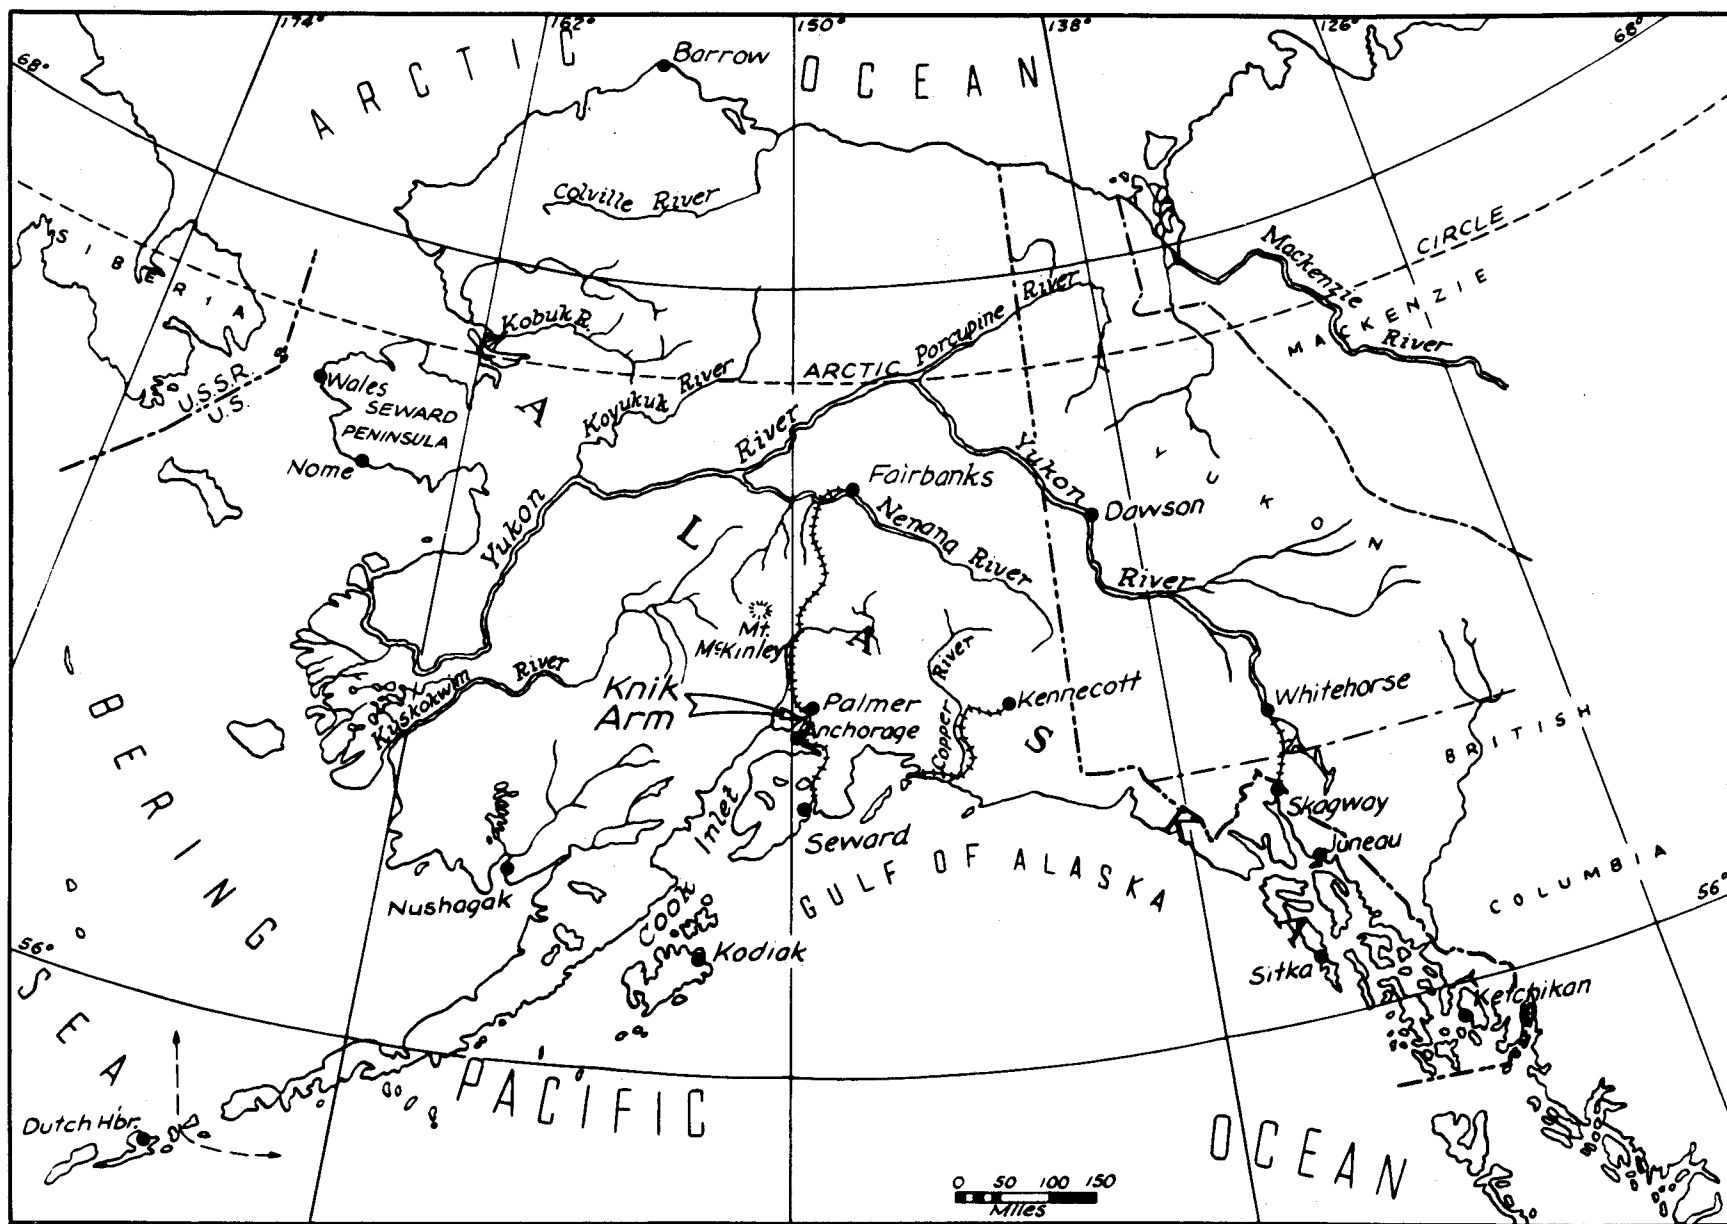 174° 162° 150° 138° 126°
68° 68°
ARCTIC OCEAN
Barrow
Colville River
SIBERIA
ARCTIC CIRCLE
Mackenzie River
MACKENZIE
Kobuk R.
Koyukuk River
Porcupine River
U.S.S.R.
U.S.
Wales
SEWARD
PENINSULA
Nome
ALAS
Yukon River
Yukon River
Fairbanks
Nenana River
Dawson
YUKON
Mt.
McKinley
Kuskokwim River
Knik
Arm
Palmer
Anchorage
Copper River
Kennecott
Whitehorse
BRITISH
COLUMBIA
Skagway
Juneau
Seward
Cook Inlet
Nushagak
GULF OF ALASKA
Kodiak
Sitka
Ketchikan
56° 56°
BERING
SEA
Dutch Hbr.
PACIFIC OCEAN
0 50 100 150
Miles